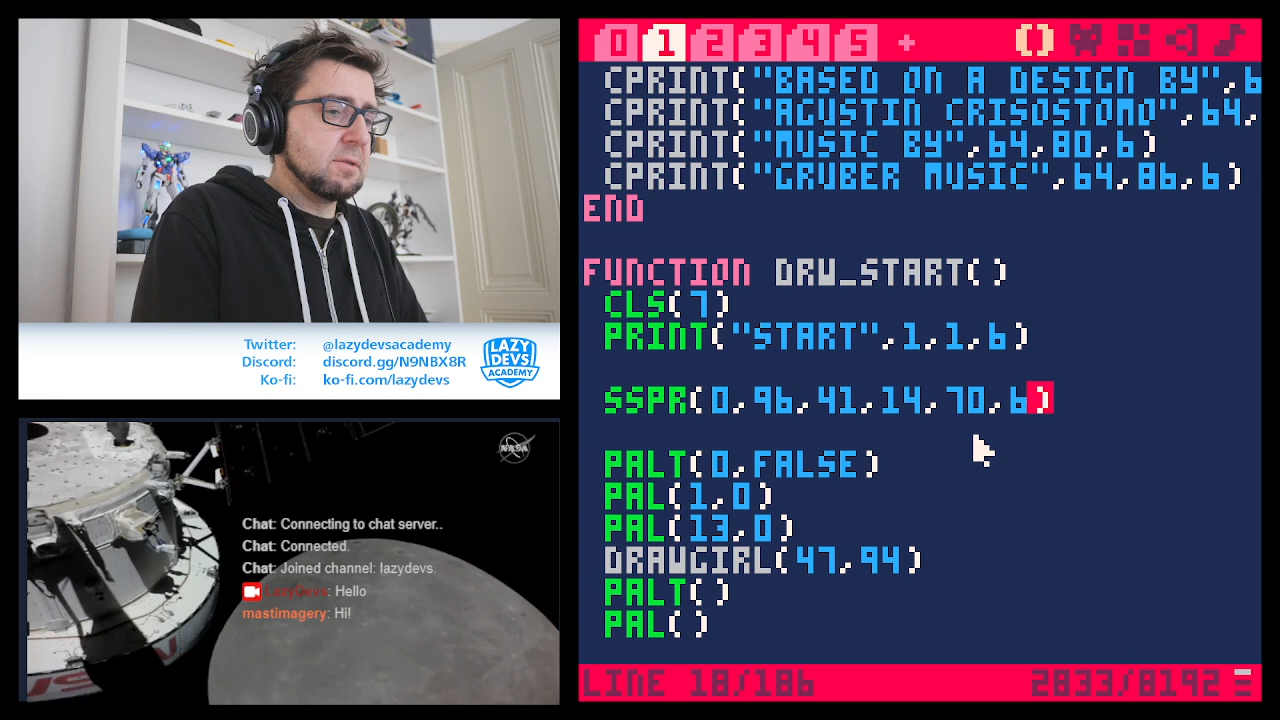 Twitter: @lazydevsacademy
Discord: discord.gg/N9NBX8R
Ko-fi: ko-fi.com/lazydevs
LAZY
DEVS
ACADEMY
NASA
Chat: Connecting to chat server..
Chat: Connected.
Chat: Joined channel: lazydevs.
LazyDevs: Hello
mastimagery: Hi!
0 1 2 3 4 5 +
CPRINT("BASED ON A DESIGN BY",6
CPRINT("AGUSTIN CRISOSTOMO",64,
CPRINT("MUSIC BY",64,80,6)
CPRINT("GRUBER MUSIC",64,86,6)
END
FUNCTION DRW_START()
CLS(7)
PRINT("START",1,1,6)
SSPR(0,96,41,14,70,6)
PALT(0,FALSE)
PAL(1,0)
PAL(13,0)
DRAWGIRL(47,94)
PALT()
PAL()
LINE 18/186 2833/8192